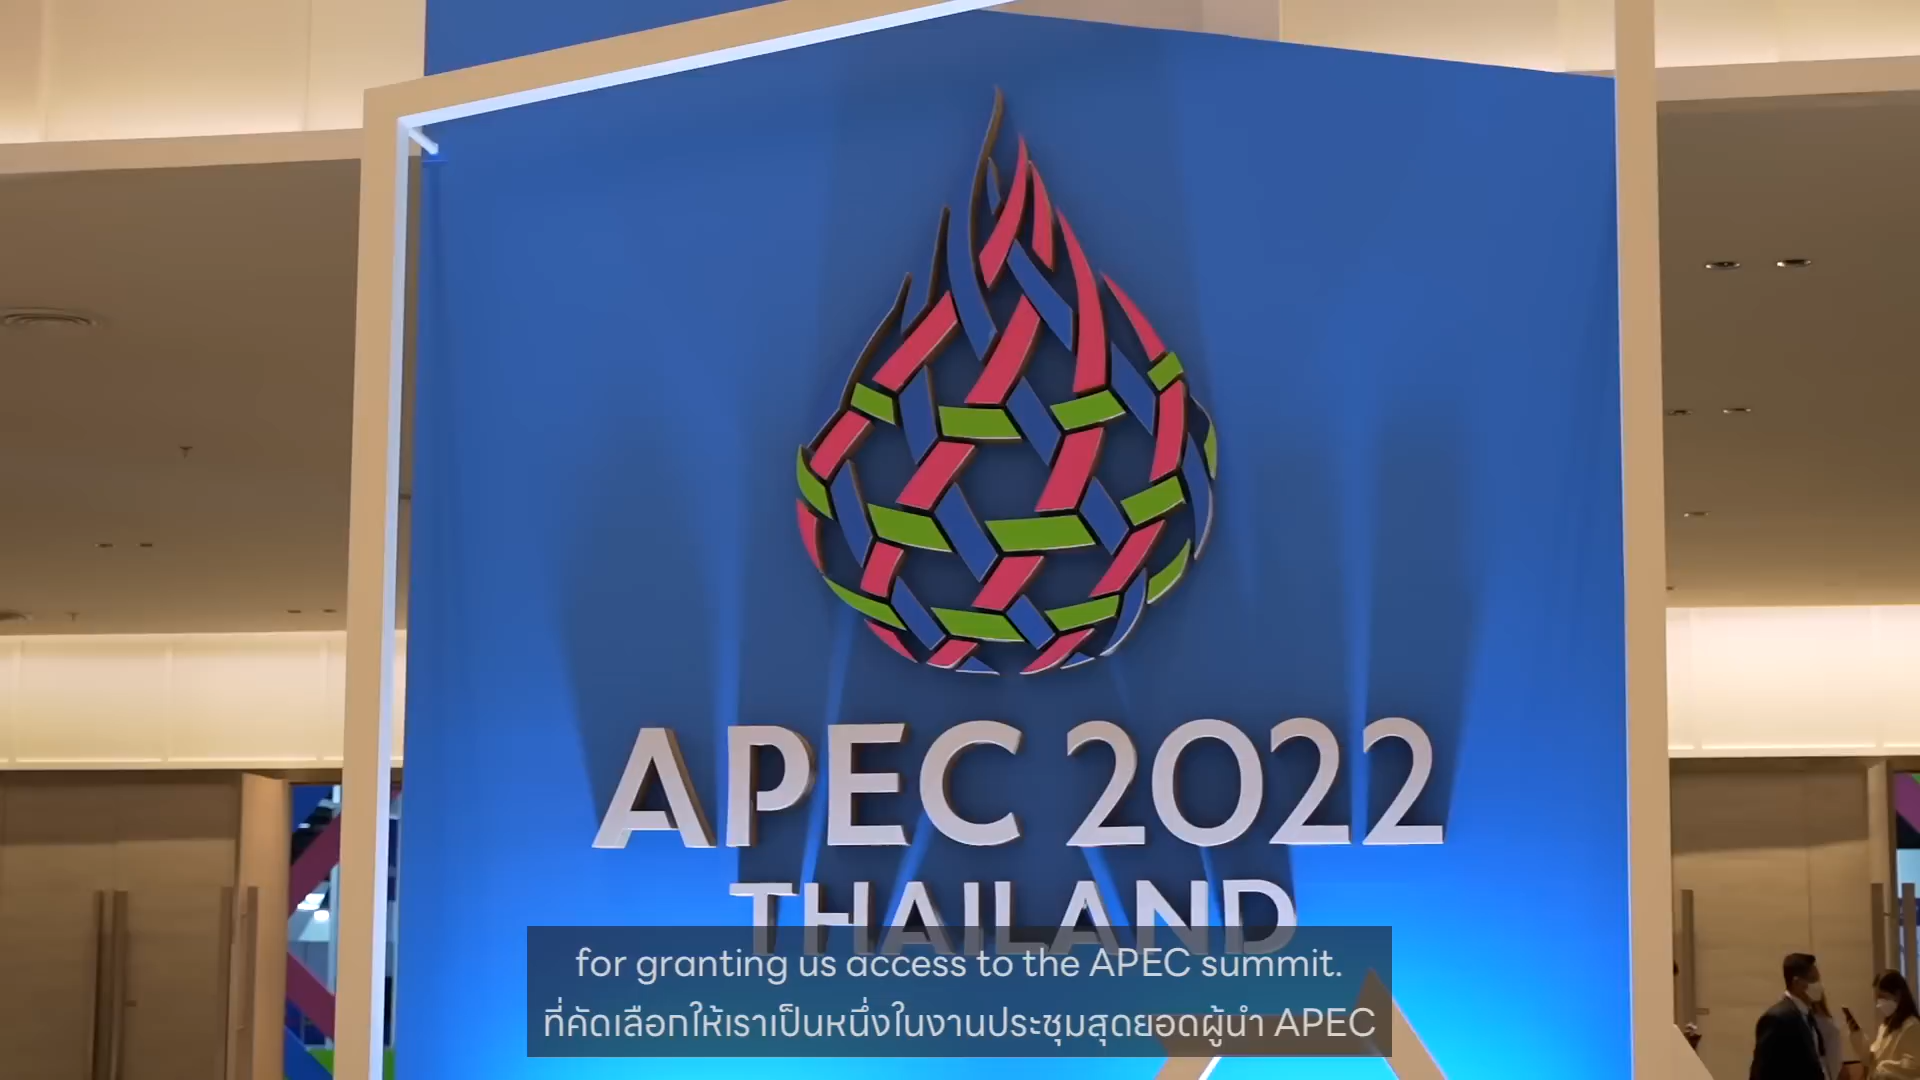 APEC 2022
THAILAND
for granting us access to the APEC summit.
ที่คัดเลือกให้เราเป็นหนึ่งในงานประชุมสุดยอดผู้นำ APEC